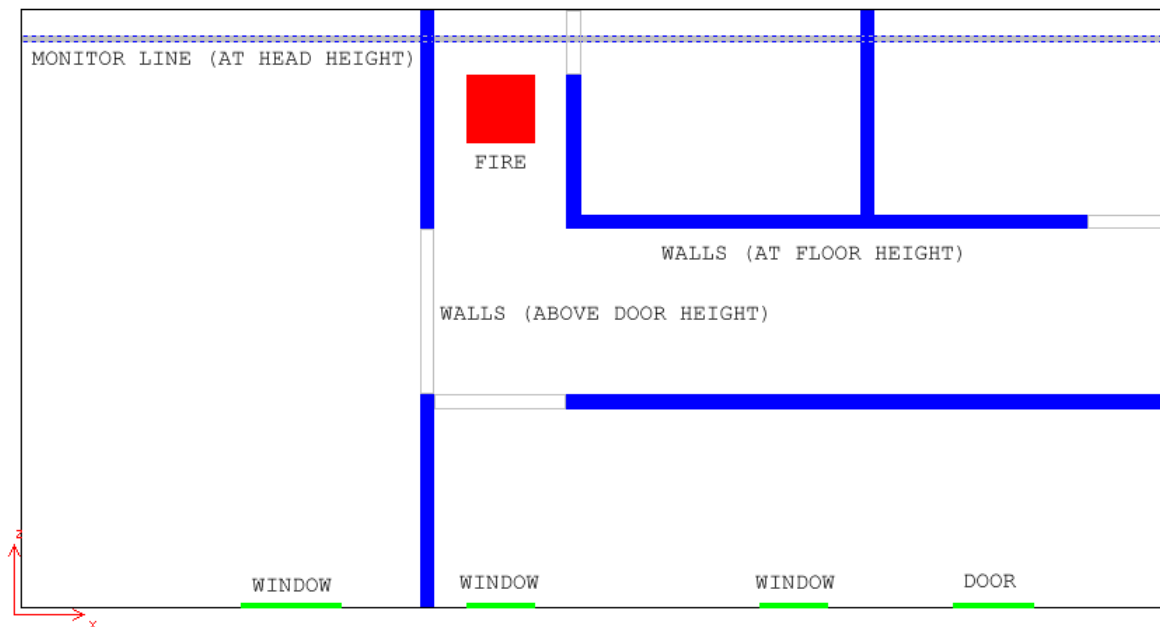 MONITOR LINE (AT HEAD HEIGHT)
FIRE
WALLS (AT FLOOR HEIGHT)
WALLS (ABOVE DOOR HEIGHT)
z
WINDOW
WINDOW
WINDOW
DOOR
x